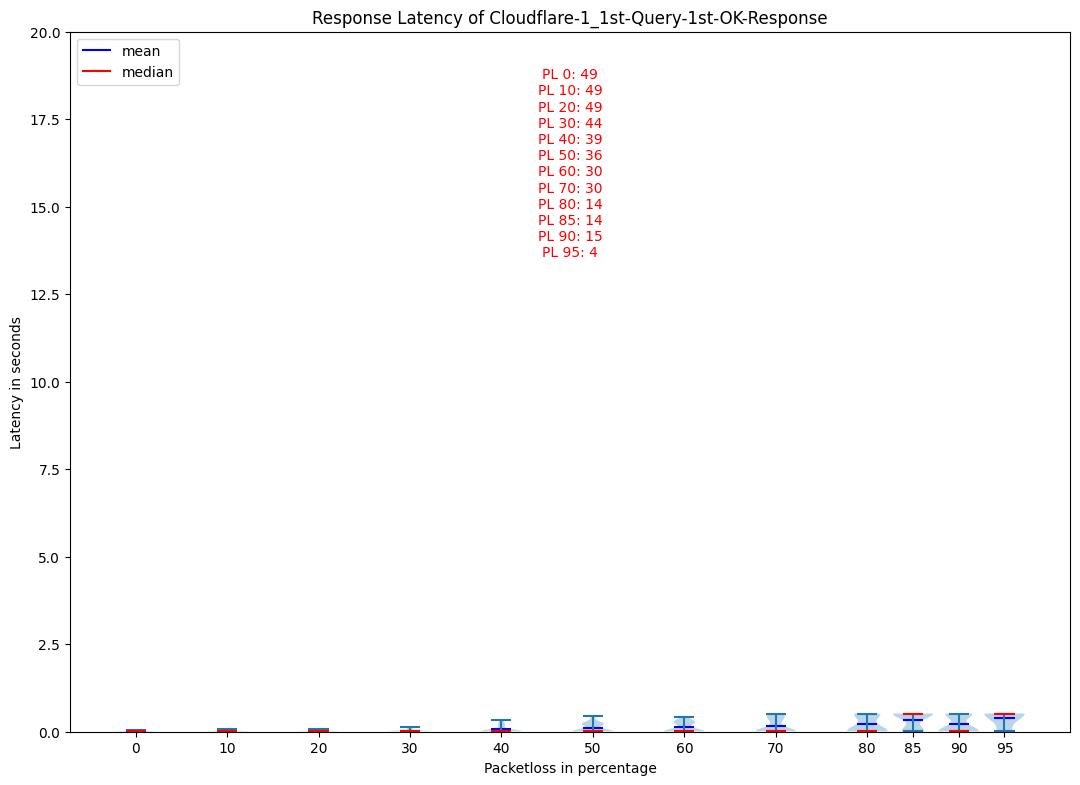 Response Latency of Cloudflare-1_1st-Query-1st-OK-Response
mean
median
PL 0: 49
PL 10: 49
PL 20: 49
PL 30: 44
PL 40: 39
PL 50: 36
PL 60: 30
PL 70: 30
PL 80: 14
PL 85: 14
PL 90: 15
PL 95: 4
Latency in seconds
20.0
17.5
15.0
12.5
10.0
7.5
5.0
2.5
0.0
0 10 20 30 40 50 60 70 80 85 90 95
Packetloss in percentage